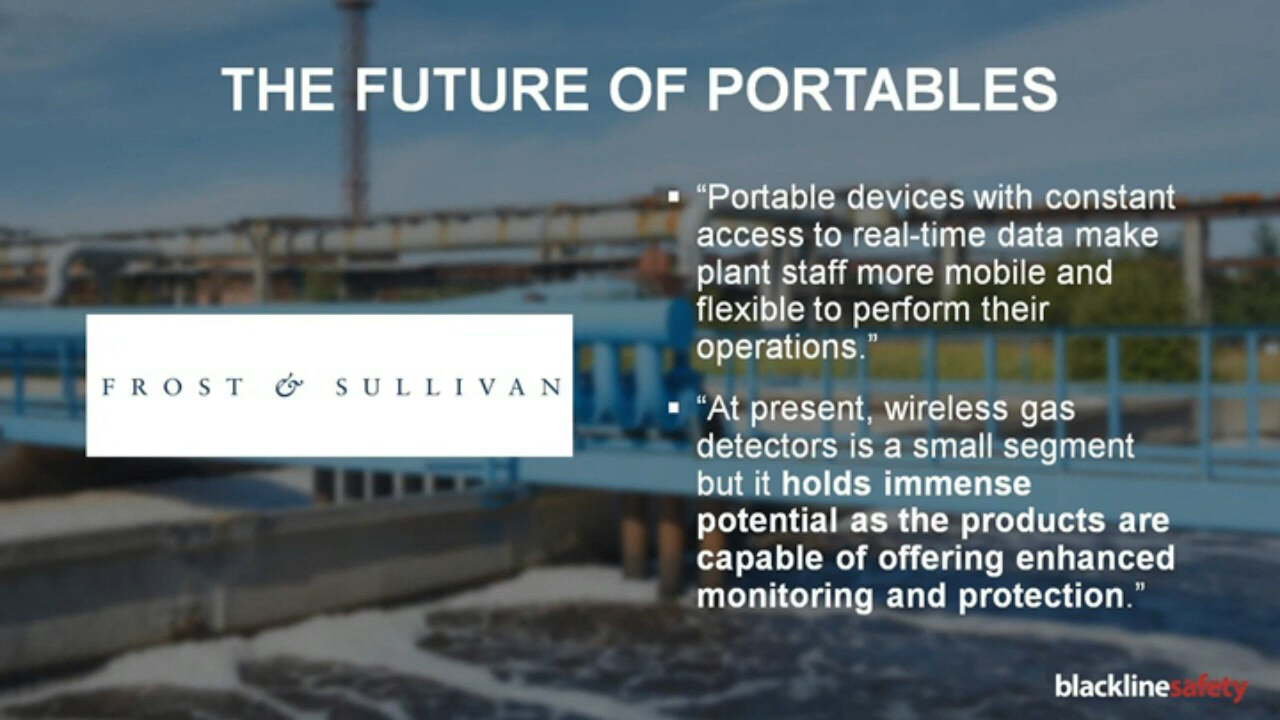 THE FUTURE OF PORTABLES
FROST & SULLIVAN
▪ “Portable devices with constant
access to real-time data make
plant staff more mobile and
flexible to perform their
operations.”
▪ “At present, wireless gas
detectors is a small segment
but it holds immense
potential as the products are
capable of offering enhanced
monitoring and protection.”
blacklinesafety